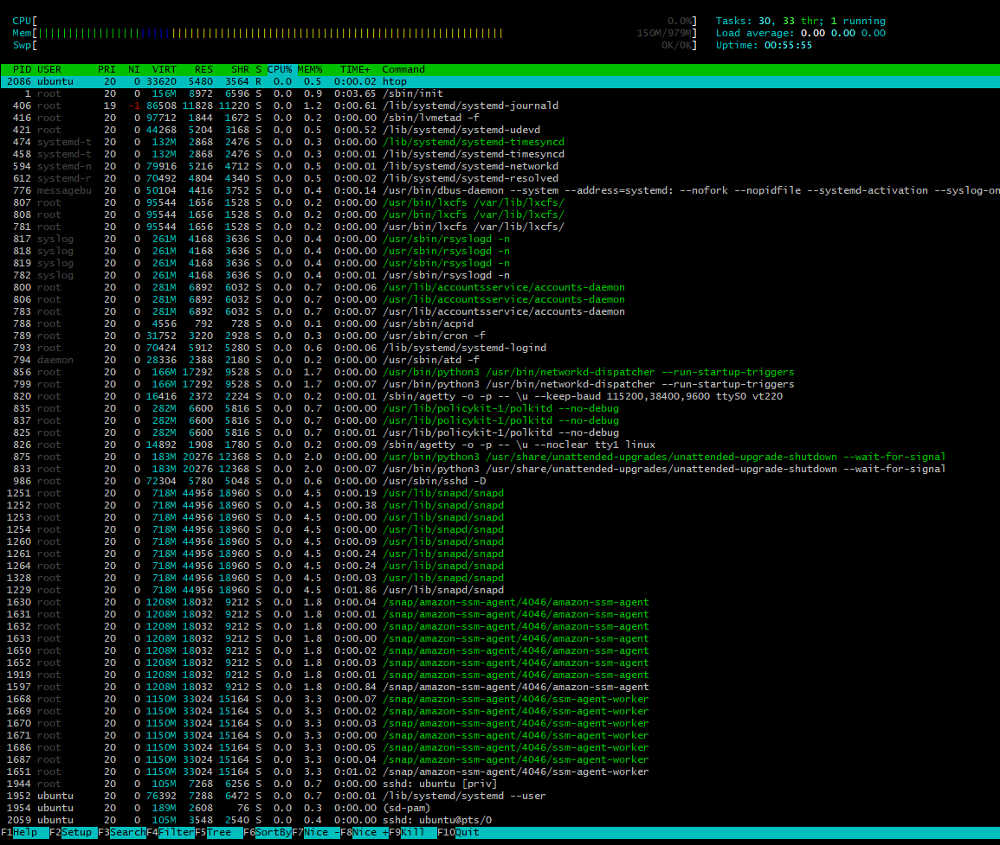 CPU[ 0.0%] Tasks: 30, 33 thr; 1 running
Mem[||||||||||||||||||||||||||||||||||||||||||||||||||||||||||||||||||||||||||||| 150M/979M] Load average: 0.00 0.00 0.00
Swp[ 0K/0K] Uptime: 00:55:55
PID USER PRI NI VIRT RES SHR S CPU% MEM% TIME+ Command
2086 ubuntu 20 0 33620 5480 3564 R 0.0 0.5 0:00.02 htop
1 root 20 0 156M 8972 6596 S 0.0 0.9 0:03.65 /sbin/init
406 root 19 -1 86508 11828 11220 S 0.0 1.2 0:00.61 /lib/systemd/systemd-journald
416 root 20 0 97712 1844 1672 S 0.0 0.2 0:00.00 /sbin/lvmetad -f
421 root 20 0 44268 5204 3168 S 0.0 0.5 0:00.52 /lib/systemd/systemd-udevd
474 systemd-t 20 0 132M 2868 2476 S 0.0 0.3 0:00.00 /lib/systemd/systemd-timesyncd
458 systemd-t 20 0 132M 2868 2476 S 0.0 0.3 0:00.01 /lib/systemd/systemd-timesyncd
594 systemd-n 20 0 79916 5216 4712 S 0.0 0.5 0:00.01 /lib/systemd/systemd-networkd
612 systemd-r 20 0 70492 4804 4340 S 0.0 0.5 0:00.02 /lib/systemd/systemd-resolved
776 messagebu 20 0 50104 4416 3752 S 0.0 0.4 0:00.14 /usr/bin/dbus-daemon --system --address=systemd: --nofork --nopidfile --systemd-activation --syslog-on
807 root 20 0 95544 1656 1528 S 0.0 0.2 0:00.00 /usr/bin/lxcfs /var/lib/lxcfs/
808 root 20 0 95544 1656 1528 S 0.0 0.2 0:00.00 /usr/bin/lxcfs /var/lib/lxcfs/
781 root 20 0 95544 1656 1528 S 0.0 0.2 0:00.00 /usr/bin/lxcfs /var/lib/lxcfs/
817 syslog 20 0 261M 4168 3636 S 0.0 0.4 0:00.00 /usr/sbin/rsyslogd -n
818 syslog 20 0 261M 4168 3636 S 0.0 0.4 0:00.00 /usr/sbin/rsyslogd -n
819 syslog 20 0 261M 4168 3636 S 0.0 0.4 0:00.00 /usr/sbin/rsyslogd -n
782 syslog 20 0 261M 4168 3636 S 0.0 0.4 0:00.01 /usr/sbin/rsyslogd -n
800 root 20 0 281M 6892 6032 S 0.0 0.7 0:00.06 /usr/lib/accountsservice/accounts-daemon
806 root 20 0 281M 6892 6032 S 0.0 0.7 0:00.00 /usr/lib/accountsservice/accounts-daemon
783 root 20 0 281M 6892 6032 S 0.0 0.7 0:00.07 /usr/lib/accountsservice/accounts-daemon
788 root 20 0 4556 792 728 S 0.0 0.1 0:00.00 /usr/sbin/acpid
789 root 20 0 31752 3220 2928 S 0.0 0.3 0:00.00 /usr/sbin/cron -f
793 root 20 0 70424 5912 5280 S 0.0 0.6 0:00.06 /lib/systemd/systemd-logind
794 daemon 20 0 28336 2388 2180 S 0.0 0.2 0:00.00 /usr/sbin/atd -f
856 root 20 0 166M 17292 9528 S 0.0 1.7 0:00.00 /usr/bin/python3 /usr/bin/networkd-dispatcher --run-startup-triggers
799 root 20 0 166M 17292 9528 S 0.0 1.7 0:00.07 /usr/bin/python3 /usr/bin/networkd-dispatcher --run-startup-triggers
820 root 20 0 16416 2372 2224 S 0.0 0.2 0:00.01 /sbin/agetty -o -p -- \u --keep-baud 115200,38400,9600 ttyS0 vt220
835 root 20 0 282M 6600 5816 S 0.0 0.7 0:00.00 /usr/lib/policykit-1/polkitd --no-debug
837 root 20 0 282M 6600 5816 S 0.0 0.7 0:00.00 /usr/lib/policykit-1/polkitd --no-debug
825 root 20 0 282M 6600 5816 S 0.0 0.7 0:00.01 /usr/lib/policykit-1/polkitd --no-debug
826 root 20 0 14892 1908 1780 S 0.0 0.2 0:00.09 /sbin/agetty -o -p -- \u --noclear tty1 linux
875 root 20 0 183M 20276 12368 S 0.0 2.0 0:00.00 /usr/bin/python3 /usr/share/unattended-upgrades/unattended-upgrade-shutdown --wait-for-signal
833 root 20 0 183M 20276 12368 S 0.0 2.0 0:00.07 /usr/bin/python3 /usr/share/unattended-upgrades/unattended-upgrade-shutdown --wait-for-signal
986 root 20 0 72304 5780 5048 S 0.0 0.6 0:00.00 /usr/sbin/sshd -D
1251 root 20 0 718M 44956 18960 S 0.0 4.5 0:00.19 /usr/lib/snapd/snapd
1252 root 20 0 718M 44956 18960 S 0.0 4.5 0:00.38 /usr/lib/snapd/snapd
1253 root 20 0 718M 44956 18960 S 0.0 4.5 0:00.00 /usr/lib/snapd/snapd
1254 root 20 0 718M 44956 18960 S 0.0 4.5 0:00.00 /usr/lib/snapd/snapd
1260 root 20 0 718M 44956 18960 S 0.0 4.5 0:00.09 /usr/lib/snapd/snapd
1261 root 20 0 718M 44956 18960 S 0.0 4.5 0:00.24 /usr/lib/snapd/snapd
1264 root 20 0 718M 44956 18960 S 0.0 4.5 0:00.24 /usr/lib/snapd/snapd
1328 root 20 0 718M 44956 18960 S 0.0 4.5 0:00.03 /usr/lib/snapd/snapd
1229 root 20 0 718M 44956 18960 S 0.0 4.5 0:01.86 /usr/lib/snapd/snapd
1630 root 20 0 1208M 18032 9212 S 0.0 1.8 0:00.04 /snap/amazon-ssm-agent/4046/amazon-ssm-agent
1631 root 20 0 1208M 18032 9212 S 0.0 1.8 0:00.01 /snap/amazon-ssm-agent/4046/amazon-ssm-agent
1632 root 20 0 1208M 18032 9212 S 0.0 1.8 0:00.00 /snap/amazon-ssm-agent/4046/amazon-ssm-agent
1633 root 20 0 1208M 18032 9212 S 0.0 1.8 0:00.00 /snap/amazon-ssm-agent/4046/amazon-ssm-agent
1650 root 20 0 1208M 18032 9212 S 0.0 1.8 0:00.02 /snap/amazon-ssm-agent/4046/amazon-ssm-agent
1652 root 20 0 1208M 18032 9212 S 0.0 1.8 0:00.03 /snap/amazon-ssm-agent/4046/amazon-ssm-agent
1919 root 20 0 1208M 18032 9212 S 0.0 1.8 0:00.01 /snap/amazon-ssm-agent/4046/amazon-ssm-agent
1597 root 20 0 1208M 18032 9212 S 0.0 1.8 0:00.84 /snap/amazon-ssm-agent/4046/amazon-ssm-agent
1668 root 20 0 1150M 33024 15164 S 0.0 3.3 0:00.07 /snap/amazon-ssm-agent/4046/ssm-agent-worker
1669 root 20 0 1150M 33024 15164 S 0.0 3.3 0:00.02 /snap/amazon-ssm-agent/4046/ssm-agent-worker
1670 root 20 0 1150M 33024 15164 S 0.0 3.3 0:00.03 /snap/amazon-ssm-agent/4046/ssm-agent-worker
1671 root 20 0 1150M 33024 15164 S 0.0 3.3 0:00.00 /snap/amazon-ssm-agent/4046/ssm-agent-worker
1686 root 20 0 1150M 33024 15164 S 0.0 3.3 0:00.05 /snap/amazon-ssm-agent/4046/ssm-agent-worker
1687 root 20 0 1150M 33024 15164 S 0.0 3.3 0:00.04 /snap/amazon-ssm-agent/4046/ssm-agent-worker
1651 root 20 0 1150M 33024 15164 S 0.0 3.3 0:01.02 /snap/amazon-ssm-agent/4046/ssm-agent-worker
1944 root 20 0 105M 7268 6256 S 0.0 0.7 0:00.00 sshd: ubuntu [priv]
1952 ubuntu 20 0 76392 7288 6472 S 0.0 0.7 0:00.01 /lib/systemd/systemd --user
1954 ubuntu 20 0 189M 2608 76 S 0.0 0.3 0:00.00 (sd-pam)
2059 ubuntu 20 0 105M 3548 2540 S 0.0 0.4 0:00.00 sshd: ubuntu@pts/0
F1Help F2Setup F3SearchF4FilterF5Tree F6SortByF7Nice -F8Nice +F9Kill F10Quit